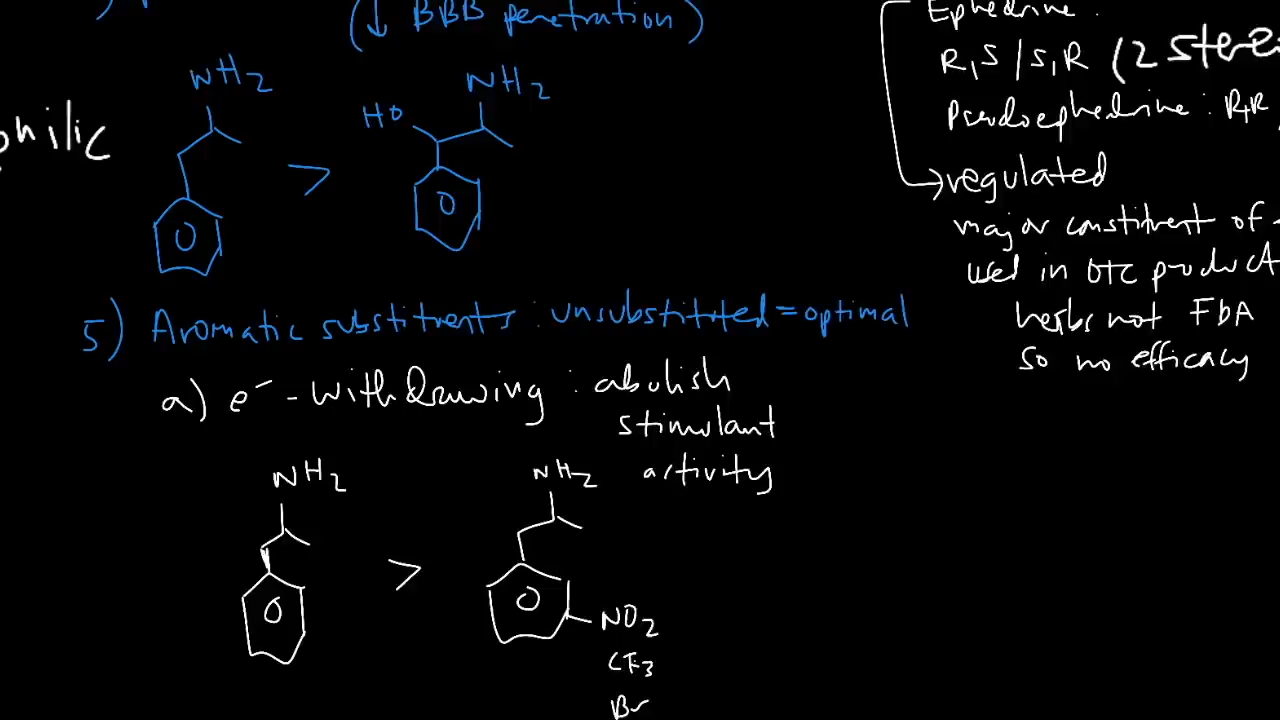 (↓ BBB penetration)
NH2
HO
NH2
>
5) Aromatic substituents : unsubstituted = optimal
a) e⁻ - withdrawing : abolish
stimulant
activity
NH2
NH2
>
NO2
CF3
Br
philic
Ephedrine :
R,S / S,R (2 stere
Pseudoephedrine : R,R
→ regulated
major constituent of
used in OTC product
herbs not FDA
so no efficacy